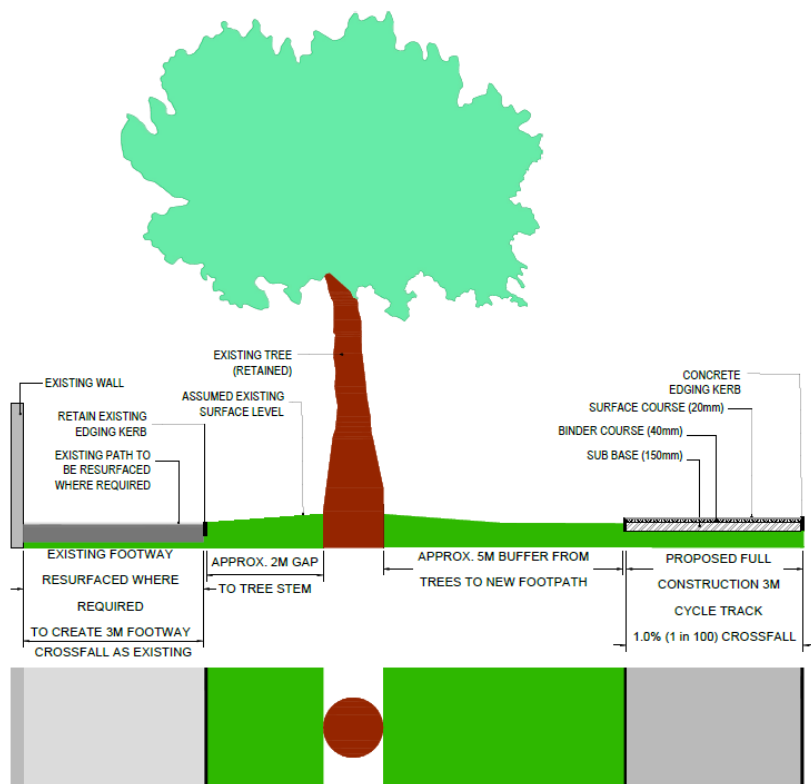 EXISTING TREE
(RETAINED)
EXISTING WALL
ASSUMED EXISTING
SURFACE LEVEL
RETAIN EXISTING
EDGING KERB
EXISTING PATH TO
BE RESURFACED
WHERE REQUIRED
CONCRETE
EDGING KERB
SURFACE COURSE (20mm)
BINDER COURSE (40mm)
SUB BASE (150mm)
EXISTING FOOTWAY
RESURFACED WHERE
REQUIRED
TO CREATE 3M FOOTWAY
CROSSFALL AS EXISTING
APPROX. 2M GAP
TO TREE STEM
APPROX. 5M BUFFER FROM
TREES TO NEW FOOTPATH
PROPOSED FULL
CONSTRUCTION 3M
CYCLE TRACK
1.0% (1 in 100) CROSSFALL